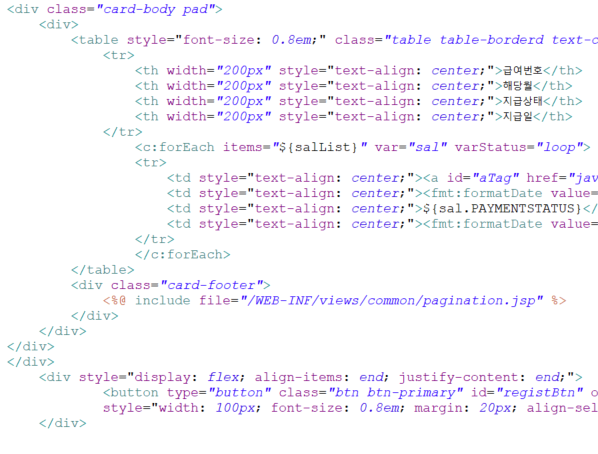 <div class="card-body pad">
<div>
<table style="font-size: 0.8em;" class="table table-borderd text-c
<tr>
<th width="200px" style="text-align: center;">급여번호</th>
<th width="200px" style="text-align: center;">해당월</th>
<th width="200px" style="text-align: center;">지급상태</th>
<th width="200px" style="text-align: center;">지급일</th>
</tr>
<c:forEach items="${salList}" var="sal" varStatus="loop">
<tr>
<td style="text-align: center;"><a id="aTag" href="jav
<td style="text-align: center;"><fmt:formatDate value=
<td style="text-align: center;">${sal.PAYMENTSTATUS}</
<td style="text-align: center;"><fmt:formatDate value=
</tr>
</c:forEach>
</table>
<div class="card-footer">
<%@ include file="/WEB-INF/views/common/pagination.jsp" %>
</div>
</div>
</div>
</div>
<div style="display: flex; align-items: end; justify-content: end;">
<button type="button" class="btn btn-primary" id="registBtn" o
style="width: 100px; font-size: 0.8em; margin: 20px; align-sel
</div>